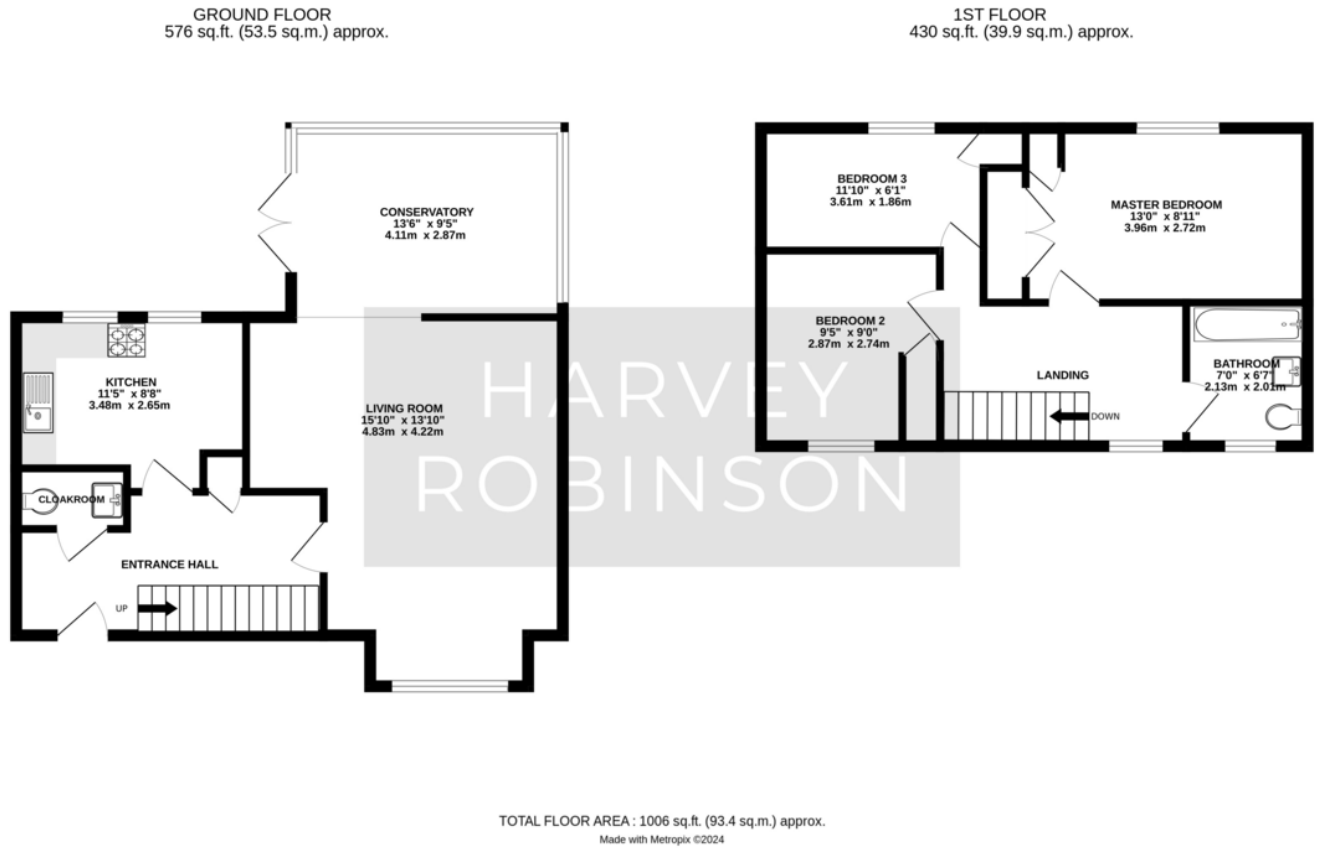 GROUND FLOOR
576 sq.ft. (53.5 sq.m.) approx.
1ST FLOOR
430 sq.ft. (39.9 sq.m.) approx.
CONSERVATORY
13'6" x 9'5"
4.11m x 2.87m
KITCHEN
11'5" x 8'8"
3.48m x 2.65m
LIVING ROOM
15'10" x 13'10"
4.83m x 4.22m
CLOAKROOM
ENTRANCE HALL
UP
BEDROOM 3
11'10" x 6'1"
3.61m x 1.86m
MASTER BEDROOM
13'0" x 8'11"
3.96m x 2.72m
BEDROOM 2
9'5" x 9'0"
2.87m x 2.74m
BATHROOM
7'0" x 6'7"
2.13m x 2.01m
LANDING
DOWN
HARVEY
ROBINSON
TOTAL FLOOR AREA : 1006 sq.ft. (93.4 sq.m.) approx.
Made with Metropix ©2024